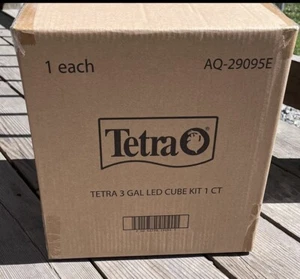 1 each
AQ-29095E
Tetra
TETRA 3 GAL LED CUBE KIT 1 CT